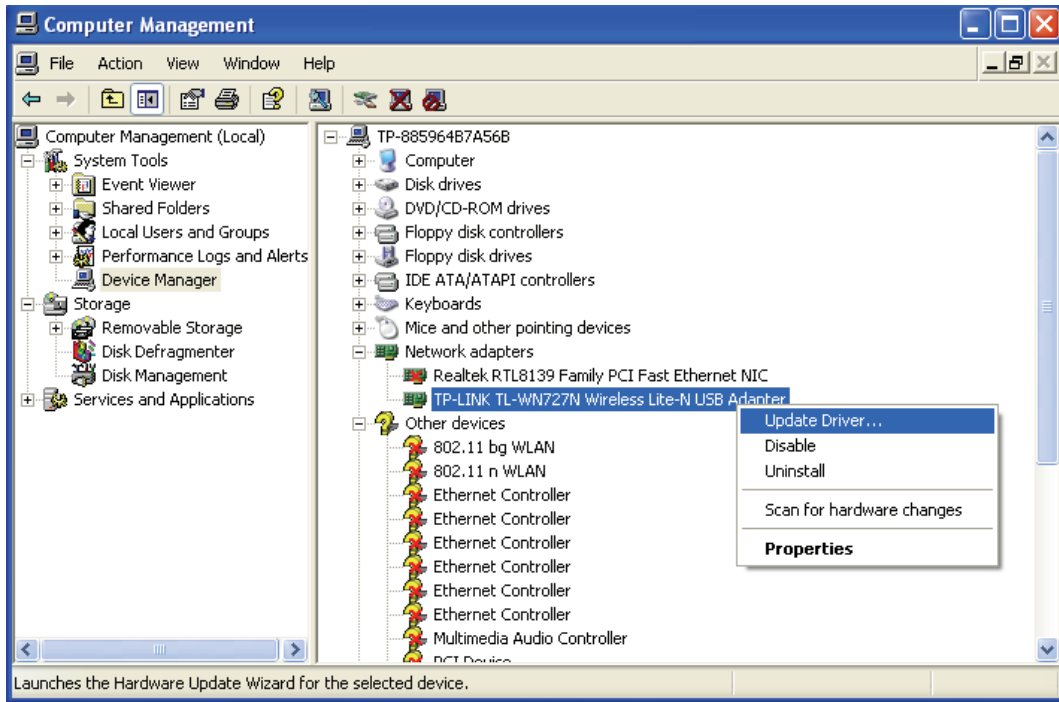 Computer Management
File Action View Window Help
Computer Management (Local)
System Tools
Event Viewer
Shared Folders
Local Users and Groups
Performance Logs and Alerts
Device Manager
Storage
Removable Storage
Disk Defragmenter
Disk Management
Services and Applications
TP-885964B7A56B
Computer
Disk drives
DVD/CD-ROM drives
Floppy disk controllers
Floppy disk drives
IDE ATA/ATAPI controllers
Keyboards
Mice and other pointing devices
Network adapters
Realtek RTL8139 Family PCI Fast Ethernet NIC
TP-LINK TL-WN727N Wireless Lite-N USB Adapter
Other devices
802.11 bg WLAN
802.11 n WLAN
Ethernet Controller
Ethernet Controller
Ethernet Controller
Ethernet Controller
Ethernet Controller
Ethernet Controller
Multimedia Audio Controller
PCI Device
Update Driver...
Disable
Uninstall
Scan for hardware changes
Properties
Launches the Hardware Update Wizard for the selected device.